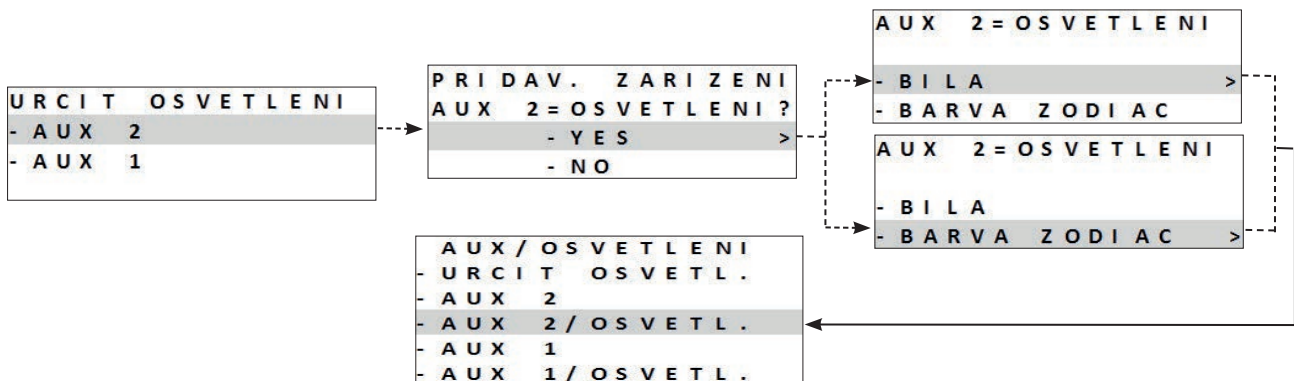 URCIT OSVETLENI
- AUX 2
- AUX 1
PRIDAV. ZARIZENI
AUX 2=OSVETLENI?
- YES >
- NO
AUX 2=OSVETLENI
- BILA >
- BARVA ZODIAC
AUX 2=OSVETLENI
- BILA
- BARVA ZODIAC >
AUX/OSVETLENI
- URCIT OSVETL.
- AUX 2
- AUX 2/OSVETL.
- AUX 1
- AUX 1/OSVETL.